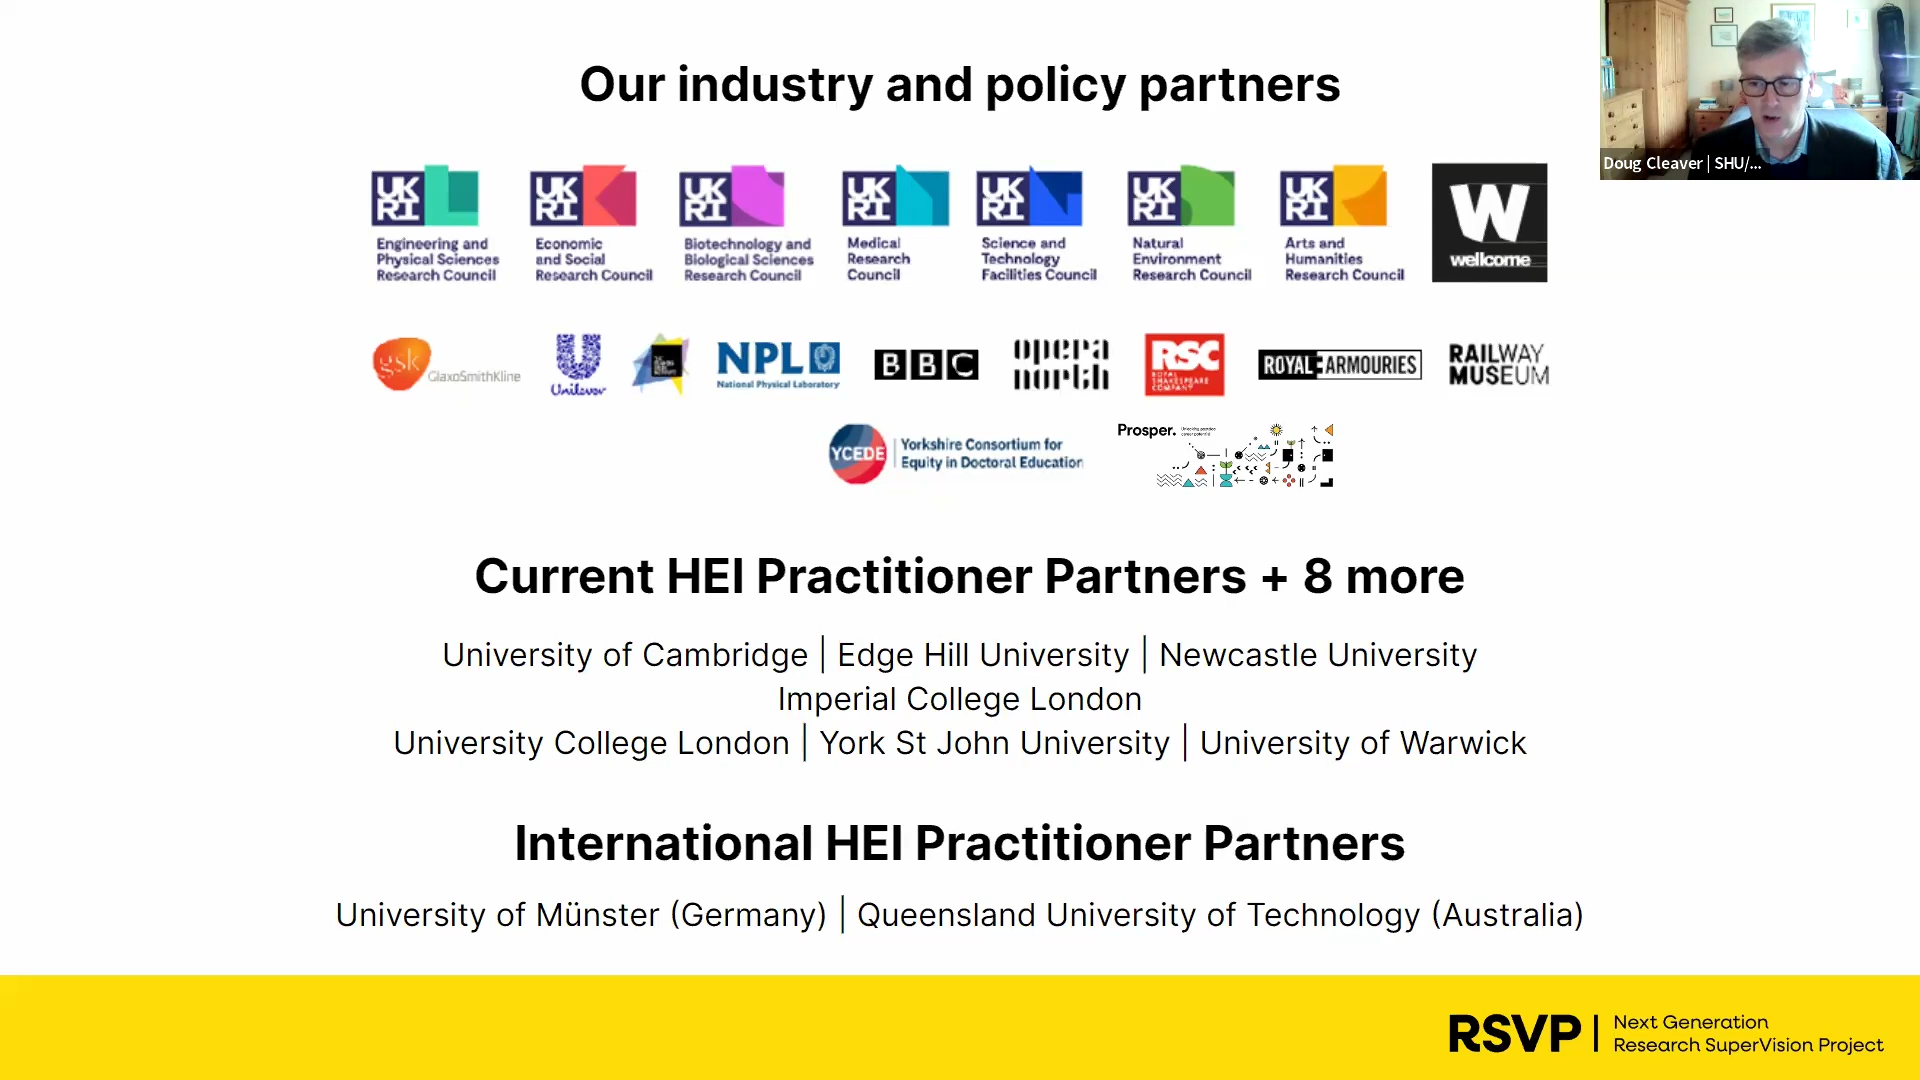 Our industry and policy partners
Doug Cleaver | SHU/...
UK RI
Engineering and
Physical Sciences
Research Council
UK RI
Economic
and Social
Research Council
UK RI
Biotechnology and
Biological Sciences
Research Council
UK RI
Medical
Research
Council
UK RI
Science and
Technology
Facilities Council
UK RI
Natural
Environment
Research Council
UK RI
Arts and
Humanities
Research Council
W
wellcome
gsk
GlaxoSmithKline
Unilever
NPL
National Physical Laboratory
BBC
opera
north
RSC
ROYAL
SHAKESPEARE
COMPANY
ROYAL ARMOURIES
RAILWAY
MUSEUM
YCEDE
Yorkshire Consortium for
Equity in Doctoral Education
Prosper.
Current HEI Practitioner Partners + 8 more
University of Cambridge | Edge Hill University | Newcastle University
Imperial College London
University College London | York St John University | University of Warwick
International HEI Practitioner Partners
University of Münster (Germany) | Queensland University of Technology (Australia)
RSVP
Next Generation
Research SuperVision Project